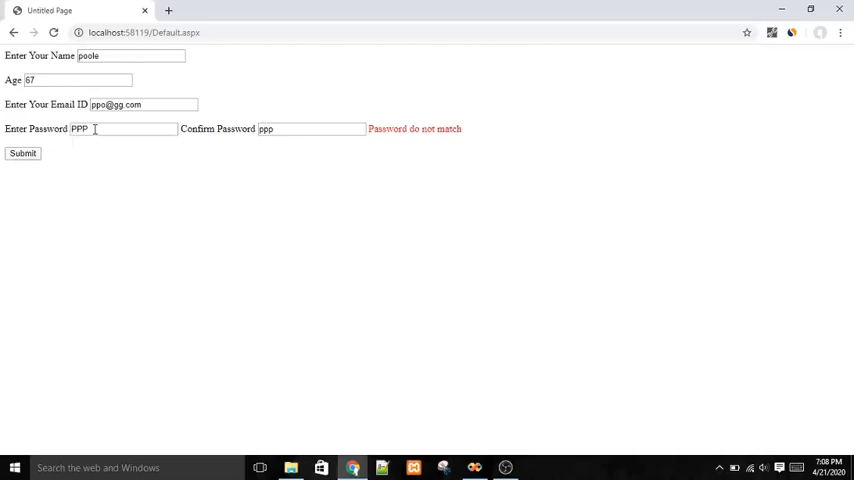 Untitled Page
localhost:58119/Default.aspx
Enter Your Name poole
Age 67
Enter Your Email ID ppo@gg.com
Enter Password PPP Confirm Password ppp Password do not match
Submit
Search the web and Windows
7:08 PM
4/21/2020